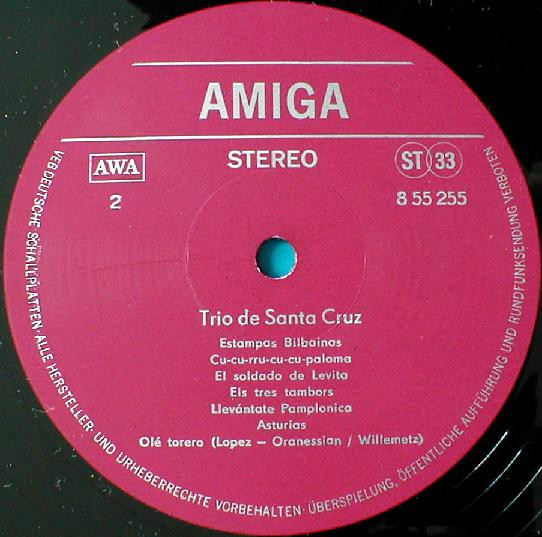 AMIGA
AWA
STEREO
ST 33
2
8 55 255
Trio de Santa Cruz
Estampas Bilbainas
Cu-cu-rru-cu-cu-paloma
El soldado de Levita
Els tres tambors
Llevántate Pamplonica
Asturias
Olé torero (Lopez – Oranessian / Willemetz)
VEB DEUTSCHE SCHALLPLATTEN · ALLE HERSTELLER- UND URHEBERRECHTE VORBEHALTEN · ÜBERSPIELUNG, ÖFFENTLICHE AUFFÜHRUNG UND RUNDFUNKSENDUNG VERBOTEN